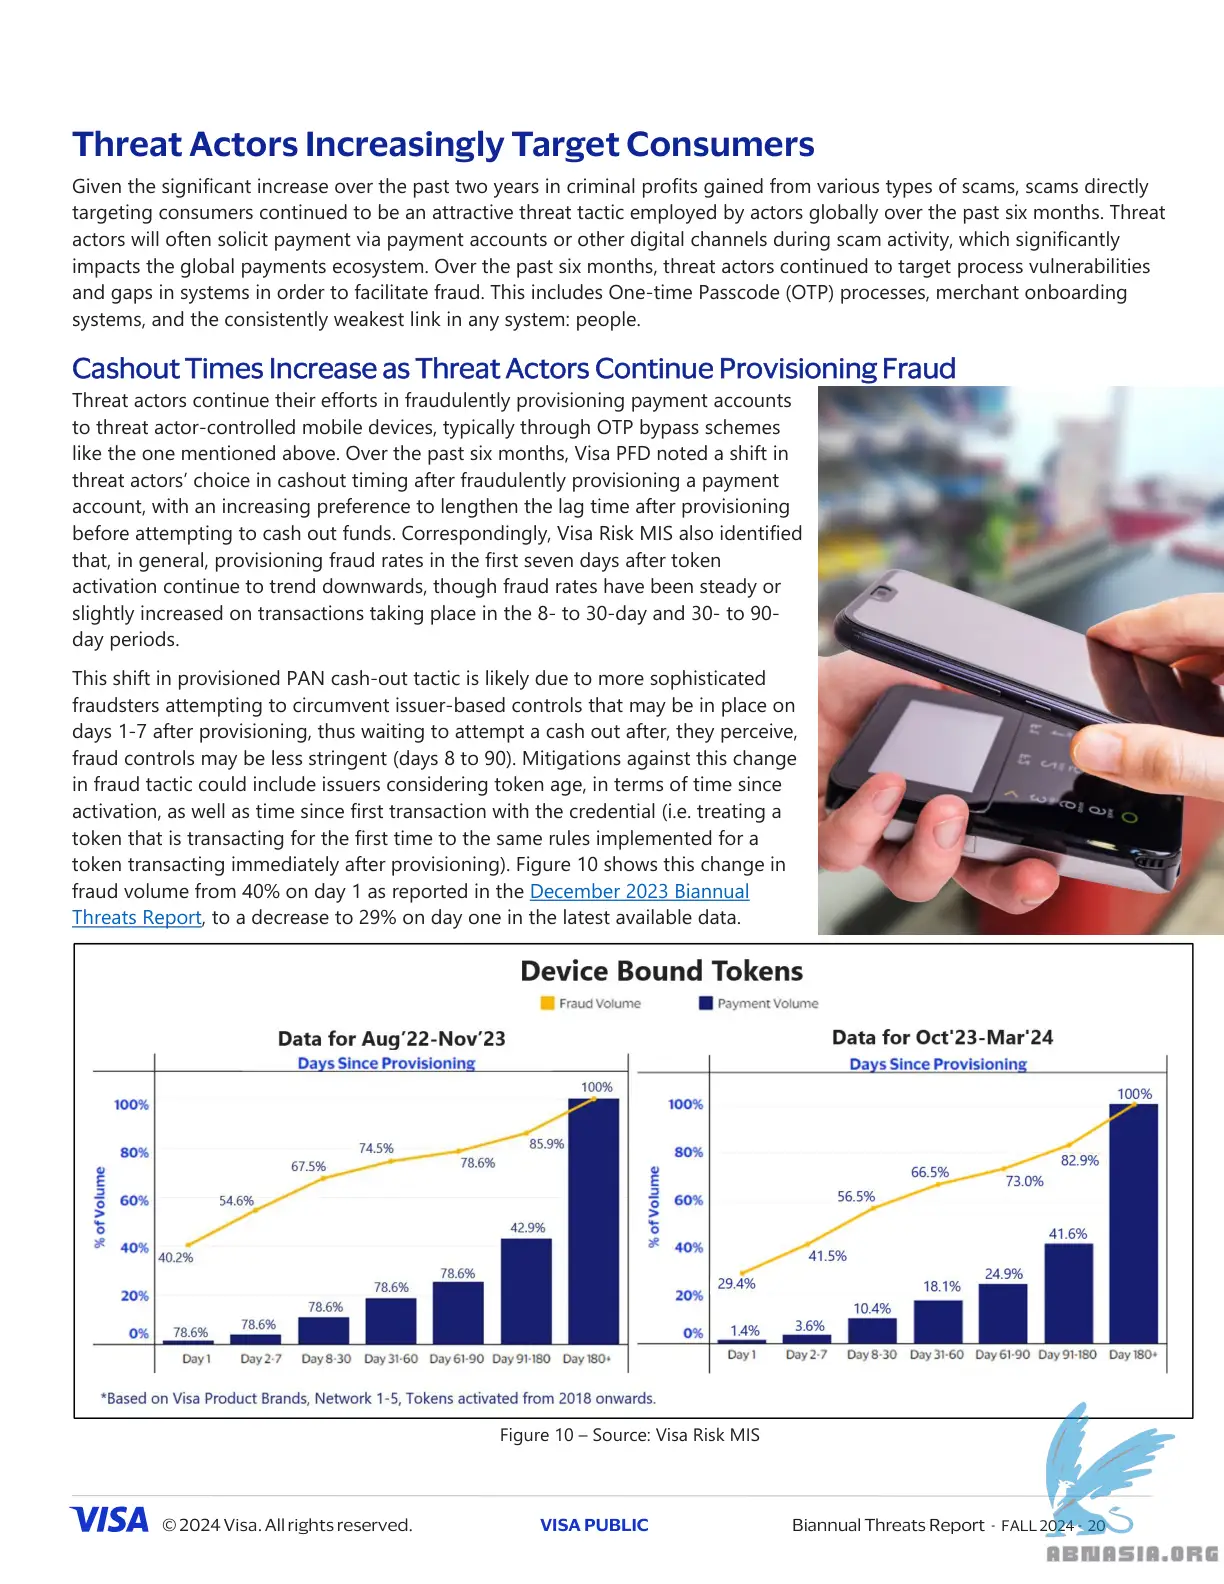 Threat Actors Increasingly Target Consumers
Given the significant increase over the past two years in criminal profits gained from various types of scams, scams directly
targeting consumers continued to be an attractive threat tactic employed by actors globally over the past six months. Threat
actors will often solicit payment via payment accounts or other digital channels during scam activity, which significantly
impacts the global payments ecosystem. Over the past six months, threat actors continued to target process vulnerabilities
and gaps in systems in order to facilitate fraud. This includes One-time Passcode (OTP) processes, merchant onboarding
systems, and the consistently weakest link in any system: people.
Cashout Times Increase as Threat Actors Continue Provisioning Fraud
Threat actors continue their efforts in fraudulently provisioning payment accounts
to threat actor-controlled mobile devices, typically through OTP bypass schemes
like the one mentioned above. Over the past six months, Visa PFD noted a shift in
threat actors’ choice in cashout timing after fraudulently provisioning a payment
account, with an increasing preference to lengthen the lag time after provisioning
before attempting to cash out funds. Correspondingly, Visa Risk MIS also identified
that, in general, provisioning fraud rates in the first seven days after token
activation continue to trend downwards, though fraud rates have been steady or
slightly increased on transactions taking place in the 8- to 30-day and 30- to 90-
day periods.
This shift in provisioned PAN cash-out tactic is likely due to more sophisticated
fraudsters attempting to circumvent issuer-based controls that may be in place on
days 1-7 after provisioning, thus waiting to attempt a cash out after, they perceive,
fraud controls may be less stringent (days 8 to 90). Mitigations against this change
in fraud tactic could include issuers considering token age, in terms of time since
activation, as well as time since first transaction with the credential (i.e. treating a
token that is transacting for the first time to the same rules implemented for a
token transacting immediately after provisioning). Figure 10 shows this change in
fraud volume from 40% on day 1 as reported in the December 2023 Biannual
Threats Report, to a decrease to 29% on day one in the latest available data.
Device Bound Tokens
Fraud Volume Payment Volume
Data for Aug’22-Nov’23
Days Since Provisioning
% of Volume
100%
80%
60%
40%
20%
0%
40.2% 54.6% 67.5% 74.5% 78.6% 85.9% 100%
78.6% 78.6% 78.6% 78.6% 78.6% 42.9%
Day 1 Day 2-7 Day 8-30 Day 31-60 Day 61-90 Day 91-180 Day 180+
Data for Oct'23-Mar'24
Days Since Provisioning
% of Volume
100%
80%
60%
40%
20%
0%
29.4% 41.5% 56.5% 66.5% 73.0% 82.9% 100%
1.4% 3.6% 10.4% 18.1% 24.9% 41.6%
Day 1 Day 2-7 Day 8-30 Day 31-60 Day 61-90 Day 91-180 Day 180+
*Based on Visa Product Brands, Network 1-5, Tokens activated from 2018 onwards.
Figure 10 – Source: Visa Risk MIS
VISA © 2024 Visa. All rights reserved. VISA PUBLIC Biannual Threats Report · FALL 2024 · 20
ABNASIA.ORG